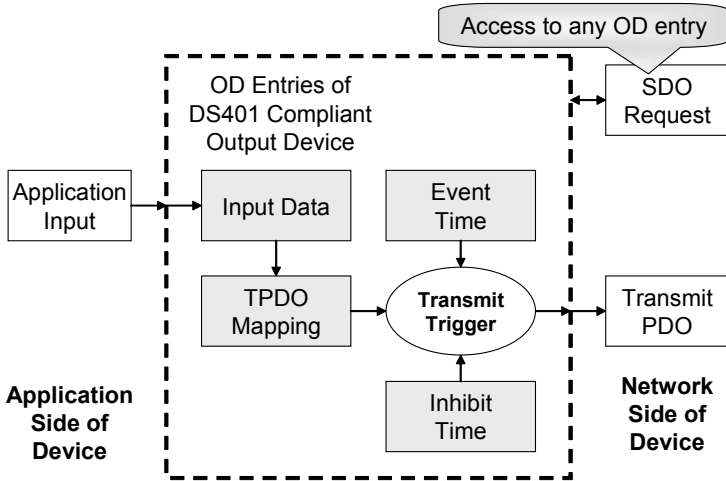 Access to any OD entry
OD Entries of
DS401 Compliant
Output Device
SDO
Request
Application
Input
Input Data
Event
Time
TPDO
Mapping
Transmit
Trigger
Transmit
PDO
Application
Side of
Device
Inhibit
Time
Network
Side of
Device